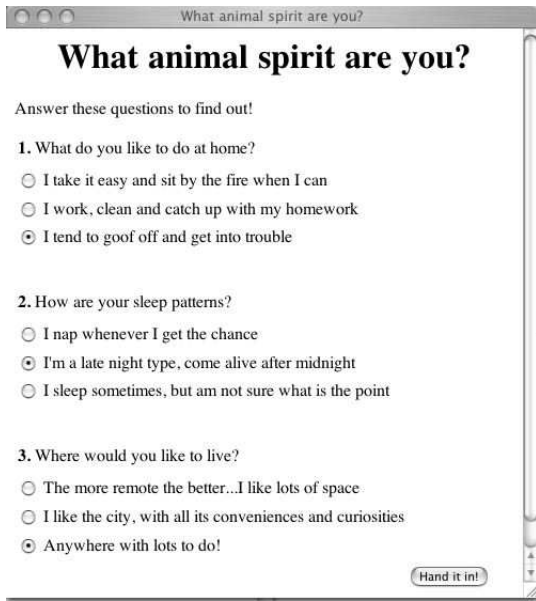 What animal spirit are you?
What animal spirit are you?
Answer these questions to find out!
1. What do you like to do at home?
I take it easy and sit by the fire when I can
I work, clean and catch up with my homework
I tend to goof off and get into trouble
2. How are your sleep patterns?
I nap whenever I get the chance
I'm a late night type, come alive after midnight
I sleep sometimes, but am not sure what is the point
3. Where would you like to live?
The more remote the better...I like lots of space
I like the city, with all its conveniences and curiosities
Anywhere with lots to do!
Hand it in!